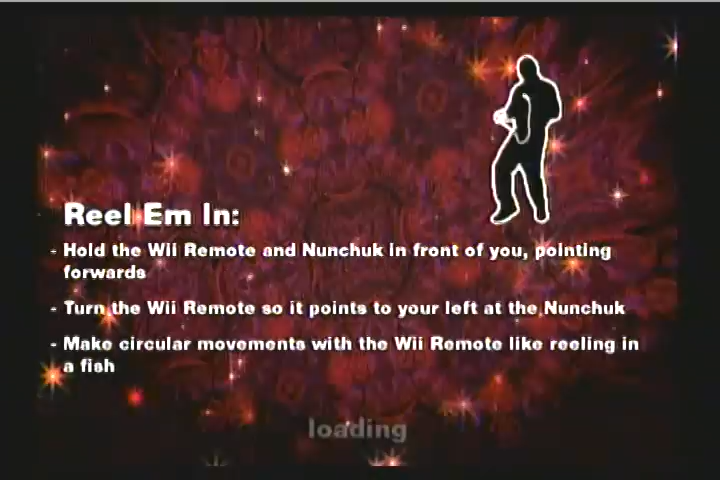 Reel Em In:
- Hold the Wii Remote and Nunchuk in front of you, pointing
forwards
- Turn the Wii Remote so it points to your left at the Nunchuk
- Make circular movements with the Wii Remote like reeling in
a fish
loading